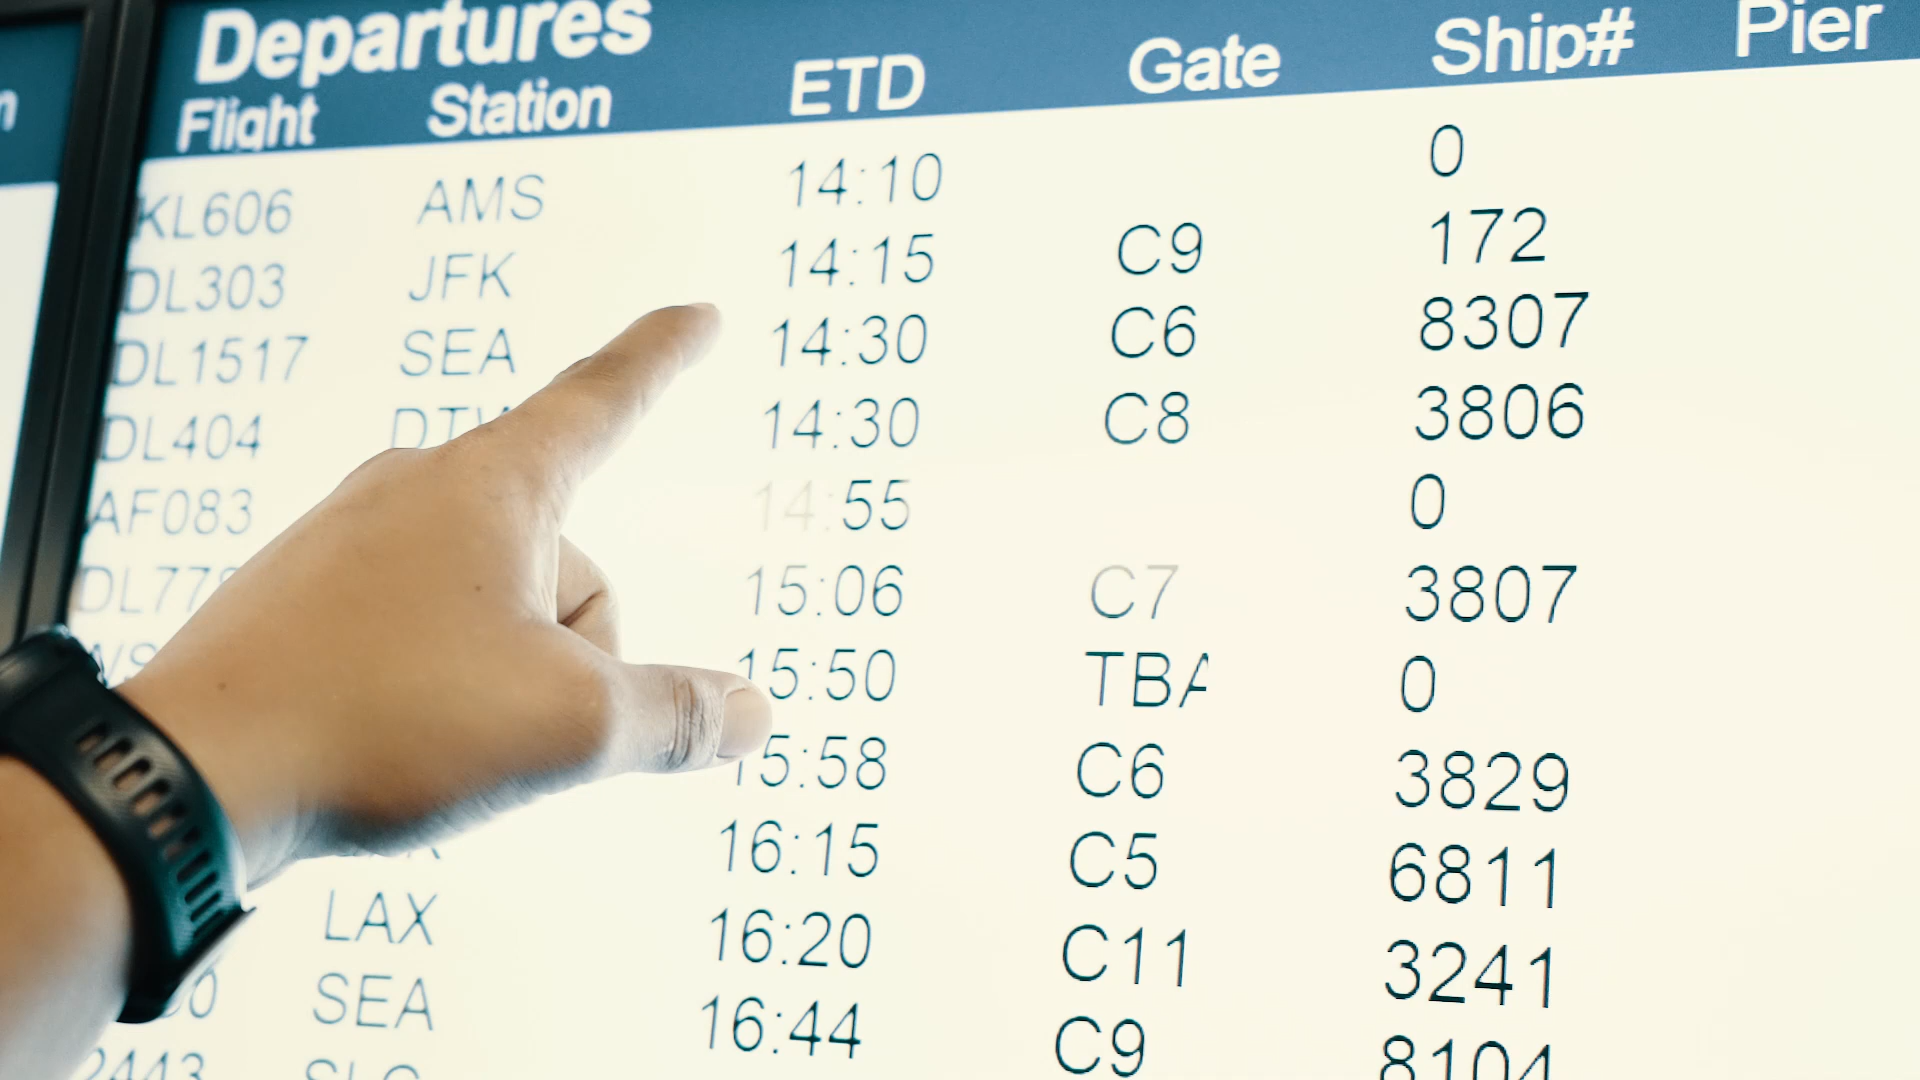 Departures
Flight Station ETD Gate Ship# Pier
KL606 AMS 14:10 0
DL303 JFK 14:15 C9 172
DL1517 SEA 14:30 C6 8307
DL404 DTW 14:30 C8 3806
AF083 14:55 0
15:06 C7 3807
15:50 TBA 0
15:58 C6 3829
16:15 C5 6811
LAX 16:20 C11 3241
SEA 16:44 C9 8104